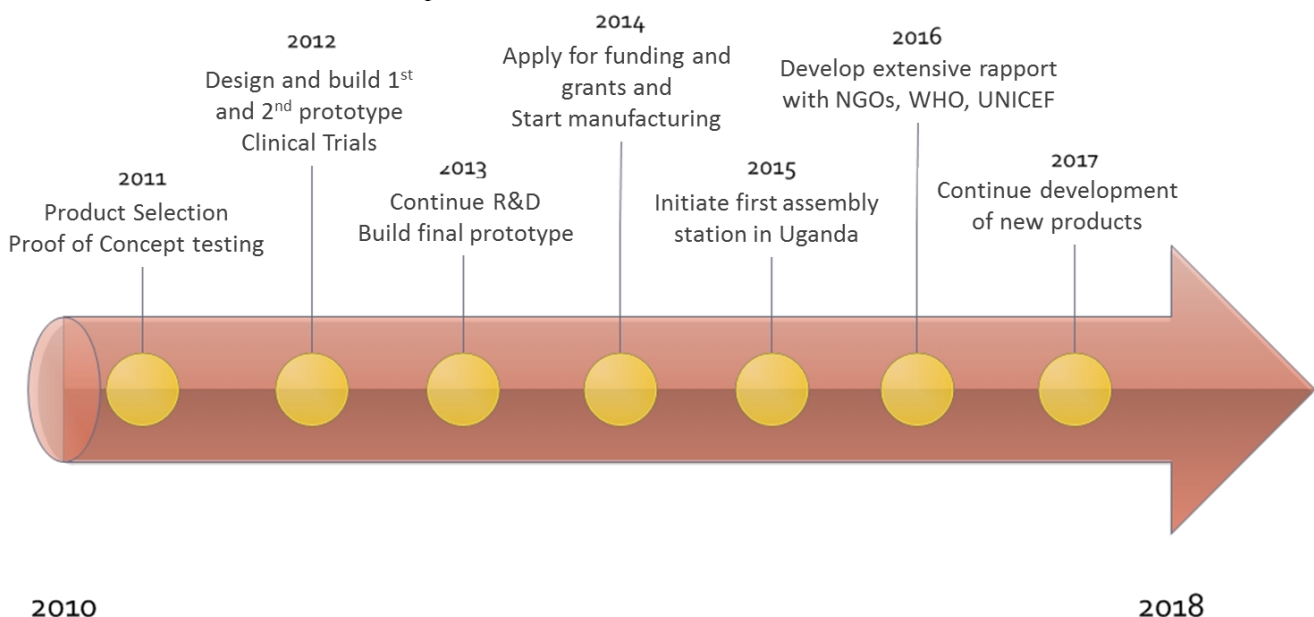 2011
Product Selection
Proof of Concept testing
2012
Design and build 1st
and 2nd prototype
Clinical Trials
2013
Continue R&D
Build final prototype
2014
Apply for funding and
grants and
Start manufacturing
2015
Initiate first assembly
station in Uganda
2016
Develop extensive rapport
with NGOs, WHO, UNICEF
2017
Continue development
of new products
2010
2018